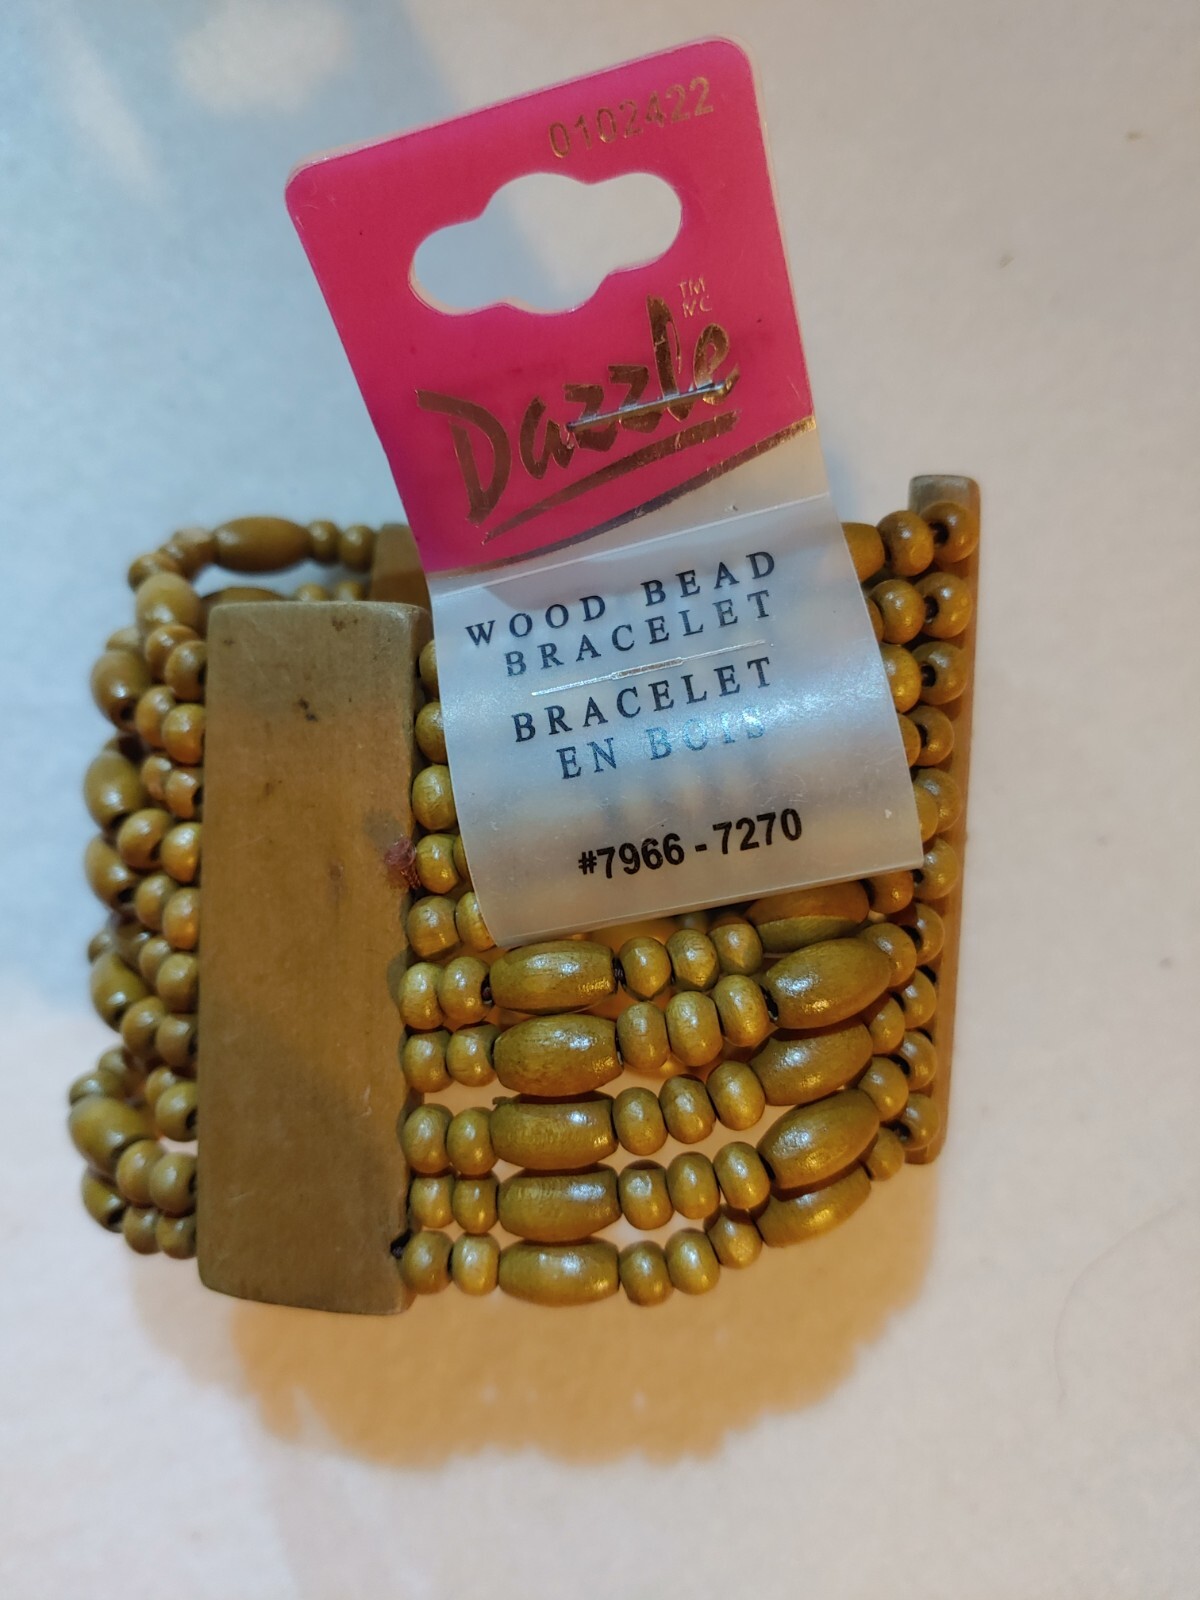 0102422
Dazzle
TM
MC
WOOD BEAD
BRACELET
BRACELET
EN BOIS
#7966-7270